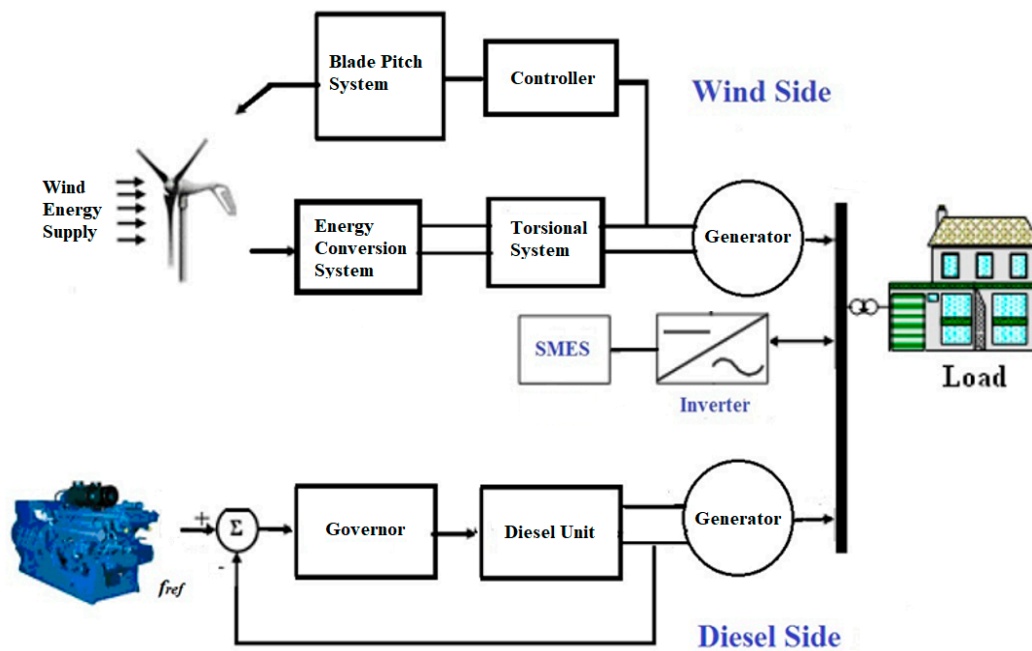 Blade Pitch
System
Controller
Wind Side
Wind
Energy
Supply
Energy
Conversion
System
Torsional
System
Generator
SMES
Inverter
Load
fref
+
Σ
-
Governor
Diesel Unit
Generator
Diesel Side